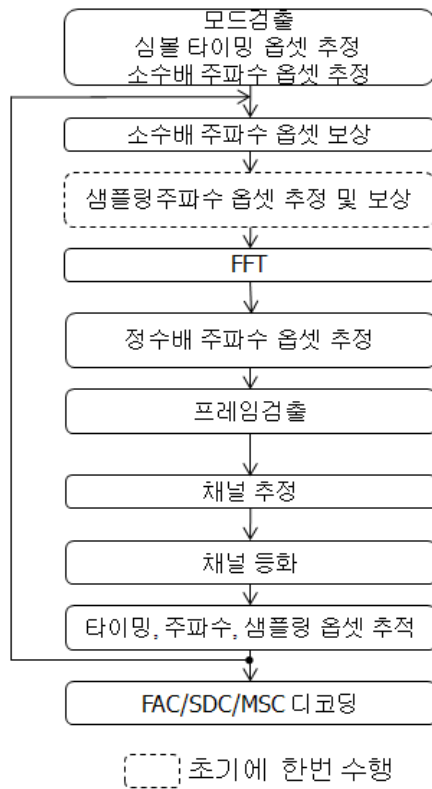 모드검출
심볼 타이밍 옵셋 추정
소수배 주파수 옵셋 추정
소수배 주파수 옵셋 보상
샘플링주파수 옵셋 추정 및 보상
FFT
정수배 주파수 옵셋 추정
프레임검출
채널 추정
채널 등화
타이밍, 주파수, 샘플링 옵셋 추적
FAC/SDC/MSC 디코딩
초기에 한번 수행